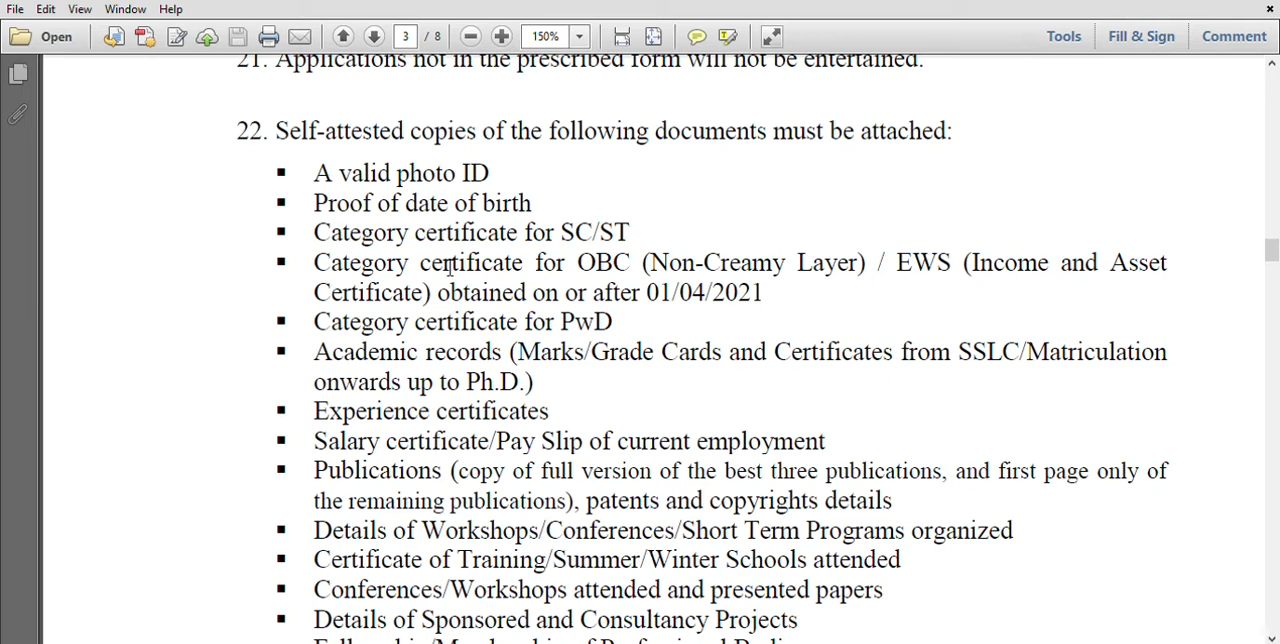 File Edit View Window Help
Open 3 / 8 150% Tools Fill & Sign Comment
21. Applications not in the prescribed form will not be entertained.
22. Self-attested copies of the following documents must be attached:
▪ A valid photo ID
▪ Proof of date of birth
▪ Category certificate for SC/ST
▪ Category certificate for OBC (Non-Creamy Layer) / EWS (Income and Asset
Certificate) obtained on or after 01/04/2021
▪ Category certificate for PwD
▪ Academic records (Marks/Grade Cards and Certificates from SSLC/Matriculation
onwards up to Ph.D.)
▪ Experience certificates
▪ Salary certificate/Pay Slip of current employment
▪ Publications (copy of full version of the best three publications, and first page only of
the remaining publications), patents and copyrights details
▪ Details of Workshops/Conferences/Short Term Programs organized
▪ Certificate of Training/Summer/Winter Schools attended
▪ Conferences/Workshops attended and presented papers
▪ Details of Sponsored and Consultancy Projects